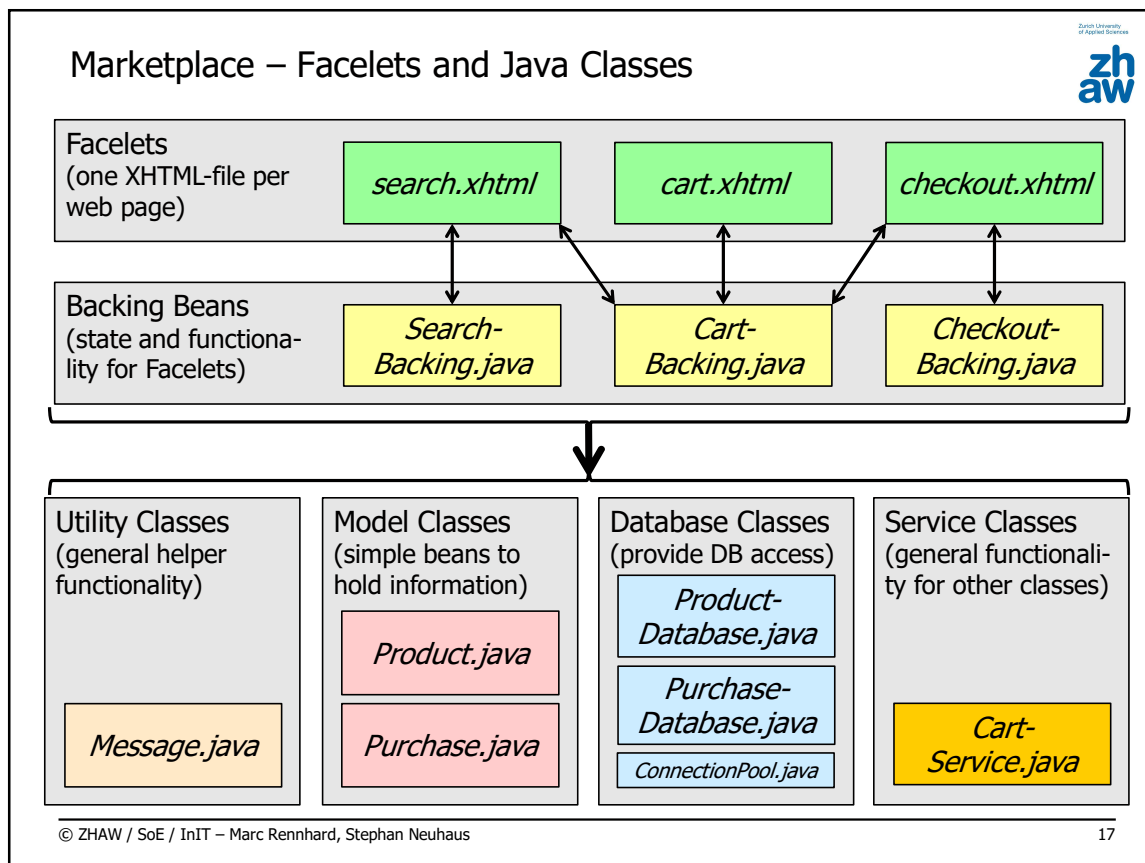 Zurich University
of Applied Sciences
zh
aw
Marketplace – Facelets and Java Classes
Facelets
(one XHTML-file per
web page)
search.xhtml
cart.xhtml
checkout.xhtml
Backing Beans
(state and functiona-
lity for Facelets)
Search-
Backing.java
Cart-
Backing.java
Checkout-
Backing.java
Utility Classes
(general helper
functionality)
Message.java
Model Classes
(simple beans to
hold information)
Product.java
Purchase.java
Database Classes
(provide DB access)
Product-
Database.java
Purchase-
Database.java
ConnectionPool.java
Service Classes
(general functionali-
ty for other classes)
Cart-
Service.java
© ZHAW / SoE / InIT – Marc Rennhard, Stephan Neuhaus
17